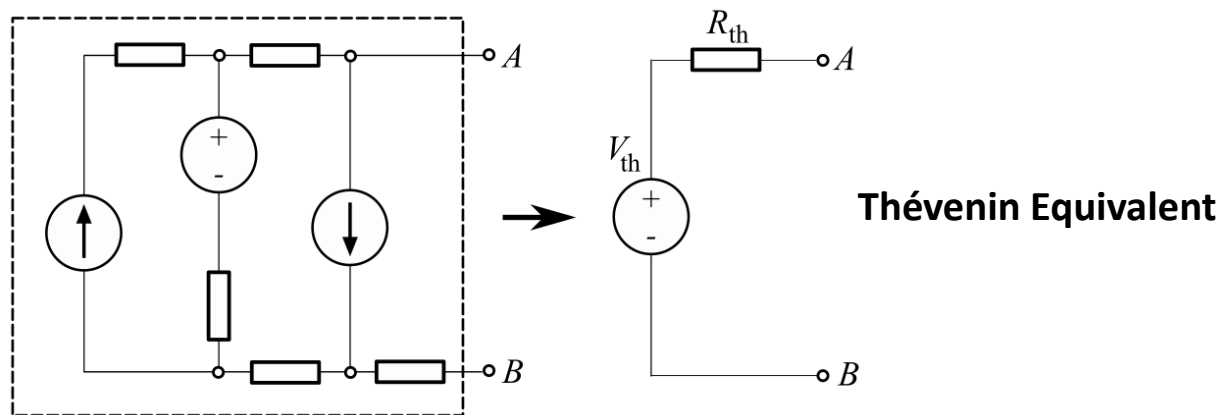 A
B
R_th
V_th
+
-
+
-
A
B
Thévenin Equivalent